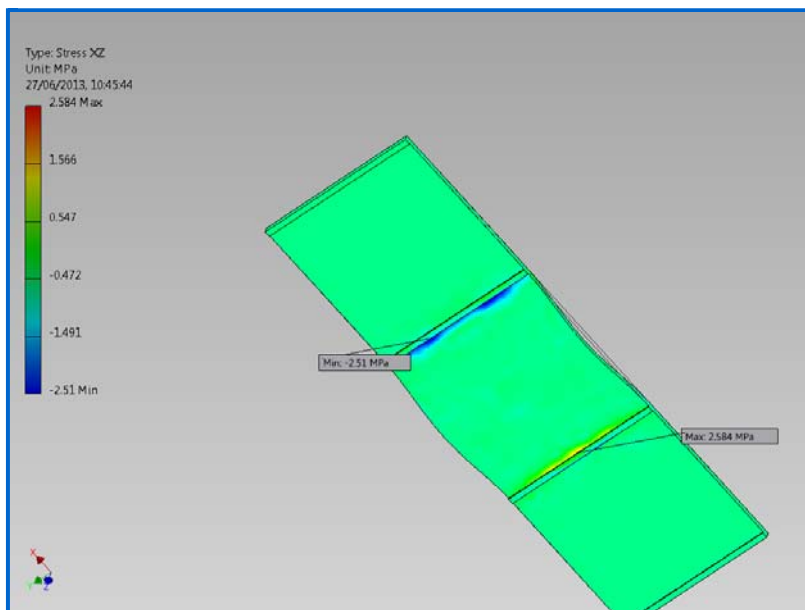 Type: Stress XZ
Unit: MPa
27/06/2013, 10:45:44
2.584 Max
1.566
0.547
-0.472
-1.491
-2.51 Min
Min: -2.51 MPa
Max: 2.584 MPa
X
Y
Z